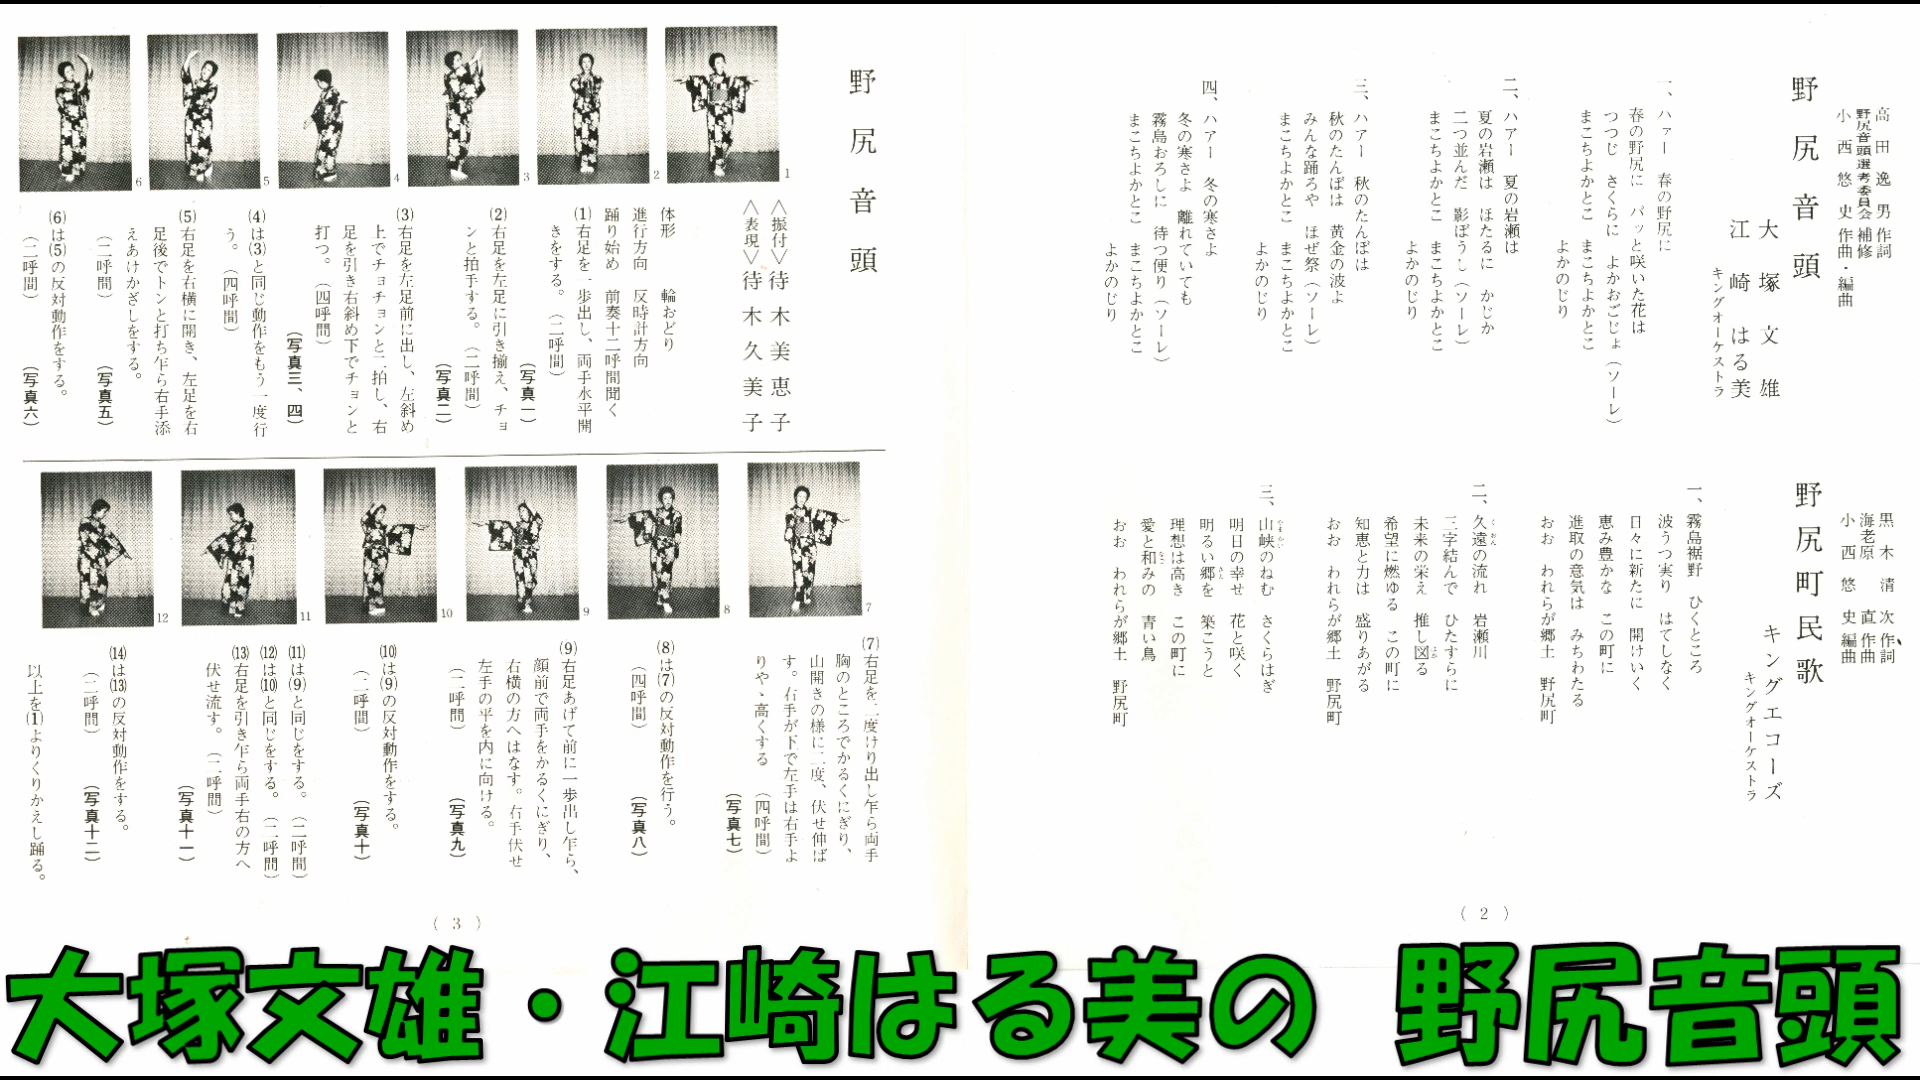 高田逸男 作詞
野尻音頭選考委員会 補修
小西悠史 作曲・編曲
野尻音頭
大塚文雄
江崎はる美
キングオーケストラ
一、ハァー 春の野尻に
春の野尻に パッと咲いた花は
つつじ さくらに よかおごじょ(ソーレ)
まこちよかとこ まこちよかとこ
よかのじり
二、ハァー 夏の岩瀬は
夏の岩瀬は ほたるに かじか
二つ並んだ 影ぼうし(ソーレ)
まこちよかとこ まこちよかとこ
よかのじり
三、ハァー 秋のたんぼは
秋のたんぼは 黄金の波よ
みんな踊ろや ほぜ祭(ソーレ)
まこちよかとこ まこちよかとこ
よかのじり
四、ハァー 冬の寒さよ
冬の寒さよ 離れていても
霧島おろしに 待つ便り(ソーレ)
まこちよかとこ まこちよかとこ
よかのじり
黒木清次 作詞
海老原直 作曲
小西悠史 編曲
野尻町民歌
キングエコーズ
キングオーケストラ
一、霧島裾野 ひくところ
波うつ実り はてしなく
日々に新たに 開けいく
恵み豊かな この町に
進取の意気は みちわたる
おお われらが郷土 野尻町
二、久遠の流れ 岩瀬川
くおん
三字結んで ひたすらに
未来の栄え 推し図る
はか
希望に燃ゆる この町に
知恵と力は 盛りあがる
おお われらが郷土 野尻町
三、山峡のねむ さくらはぎ
やまかい
明日の幸せ 花と咲く
明るい郷を 築こうと
さと
理想は高き この町に
愛と和みの 青い鳥
なご
おお われらが郷土 野尻町
(2)
野尻音頭
<振付>待木美恵子
<表現>待木久美子
1
2
3
4
5
6
体形 輪おどり
進行方向 反時計方向
踊り始め 前奏十二呼間聞く
(1)右足を一歩出し、両手水平開
きをする。(二呼間)
(写真一)
(2)右足を左足に引き揃え、チョ
ンと拍手する。(二呼間)
(写真二)
(3)右足を左足前に出し、左斜め
上でチョチョンと二拍し、右
足を引き右斜め下でチョンと
打つ。(四呼間)
(写真三、四)
(4)は(3)と同じ動作をもう一度行
う。(四呼間)
(5)右足を右横に開き、左足を右
足後でトンと打ち乍ら右手添
えあけかざしをする。
(二呼間) (写真五)
(6)は(5)の反対動作をする。
(二呼間) (写真六)
7
8
9
10
11
12
(7)右足を二度けり出し乍ら両手
胸のところでかるくにぎり、
山開きの様に二度、伏せ伸ば
す。右手が下で左手は右手よ
りやゝ高くする (四呼間)
(写真七)
(8)は(7)の反対動作を行う。
(四呼間) (写真八)
(9)右足あげて前に一歩出し乍ら、
顔前で両手をかるくにぎり、
右横の方へはなす。右手伏せ
左手の平を内に向ける。
(二呼間) (写真九)
(10)は(9)の反対動作をする。
(二呼間) (写真十)
(11)は(9)と同じをする。(二呼間)
(12)は(10)と同じをする。(二呼間)
(13)右足を引き乍ら両手右の方へ
伏せ流す。(二呼間)
(写真十一)
(14)は(13)の反対動作をする。
(二呼間) (写真十二)
以上を(1)よりくりかえし踊る。
(3)
大塚文雄・江崎はる美の 野尻音頭